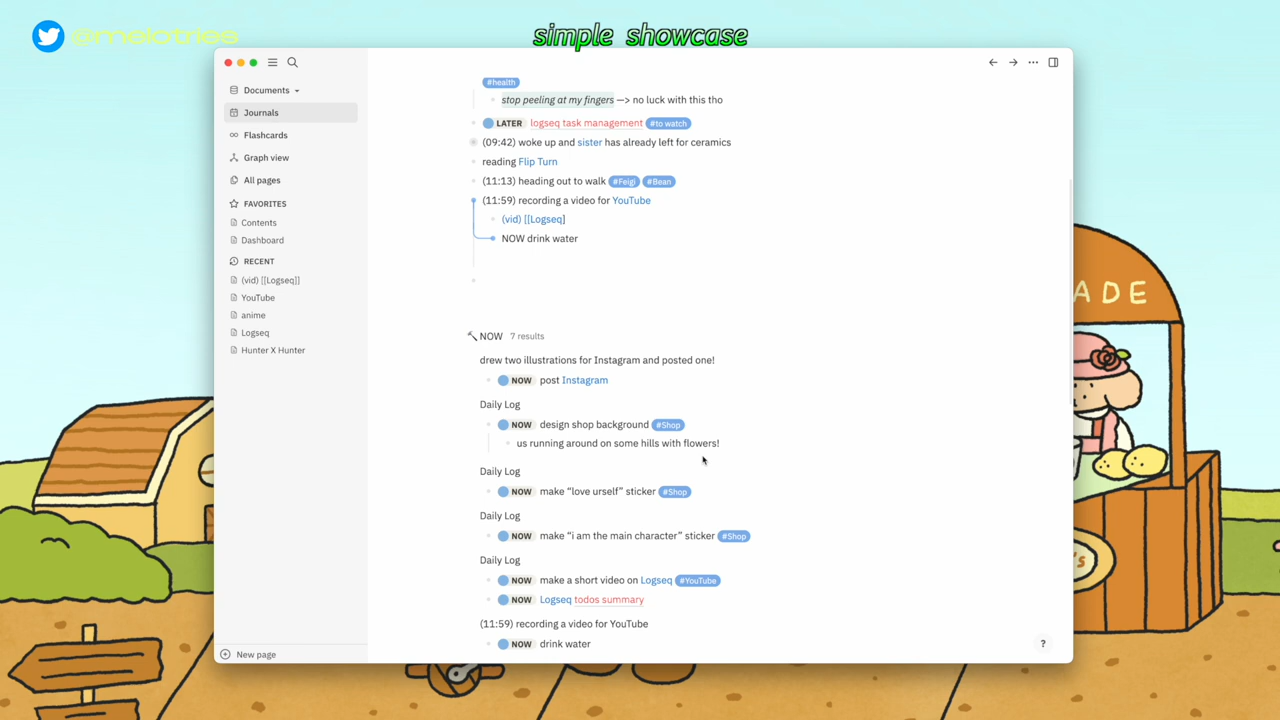 @melotries
simple showcase
Documents
Journals
Flashcards
Graph view
All pages
FAVORITES
Contents
Dashboard
RECENT
(vid) [[Logseq]]
YouTube
anime
Logseq
Hunter X Hunter
New page
#health
stop peeling at my fingers —> no luck with this tho
LATER logseq task management #to watch
(09:42) woke up and sister has already left for ceramics
reading Flip Turn
(11:13) heading out to walk #Feigl #Bean
(11:59) recording a video for YouTube
(vid) [[Logseq]
NOW drink water
NOW 7 results
drew two illustrations for Instagram and posted one!
NOW post Instagram
Daily Log
NOW design shop background #Shop
us running around on some hills with flowers!
Daily Log
NOW make “love urself” sticker #Shop
Daily Log
NOW make “i am the main character” sticker #Shop
Daily Log
NOW make a short video on Logseq #YouTube
NOW Logseq todos summary
(11:59) recording a video for YouTube
NOW drink water
?
ADE
's